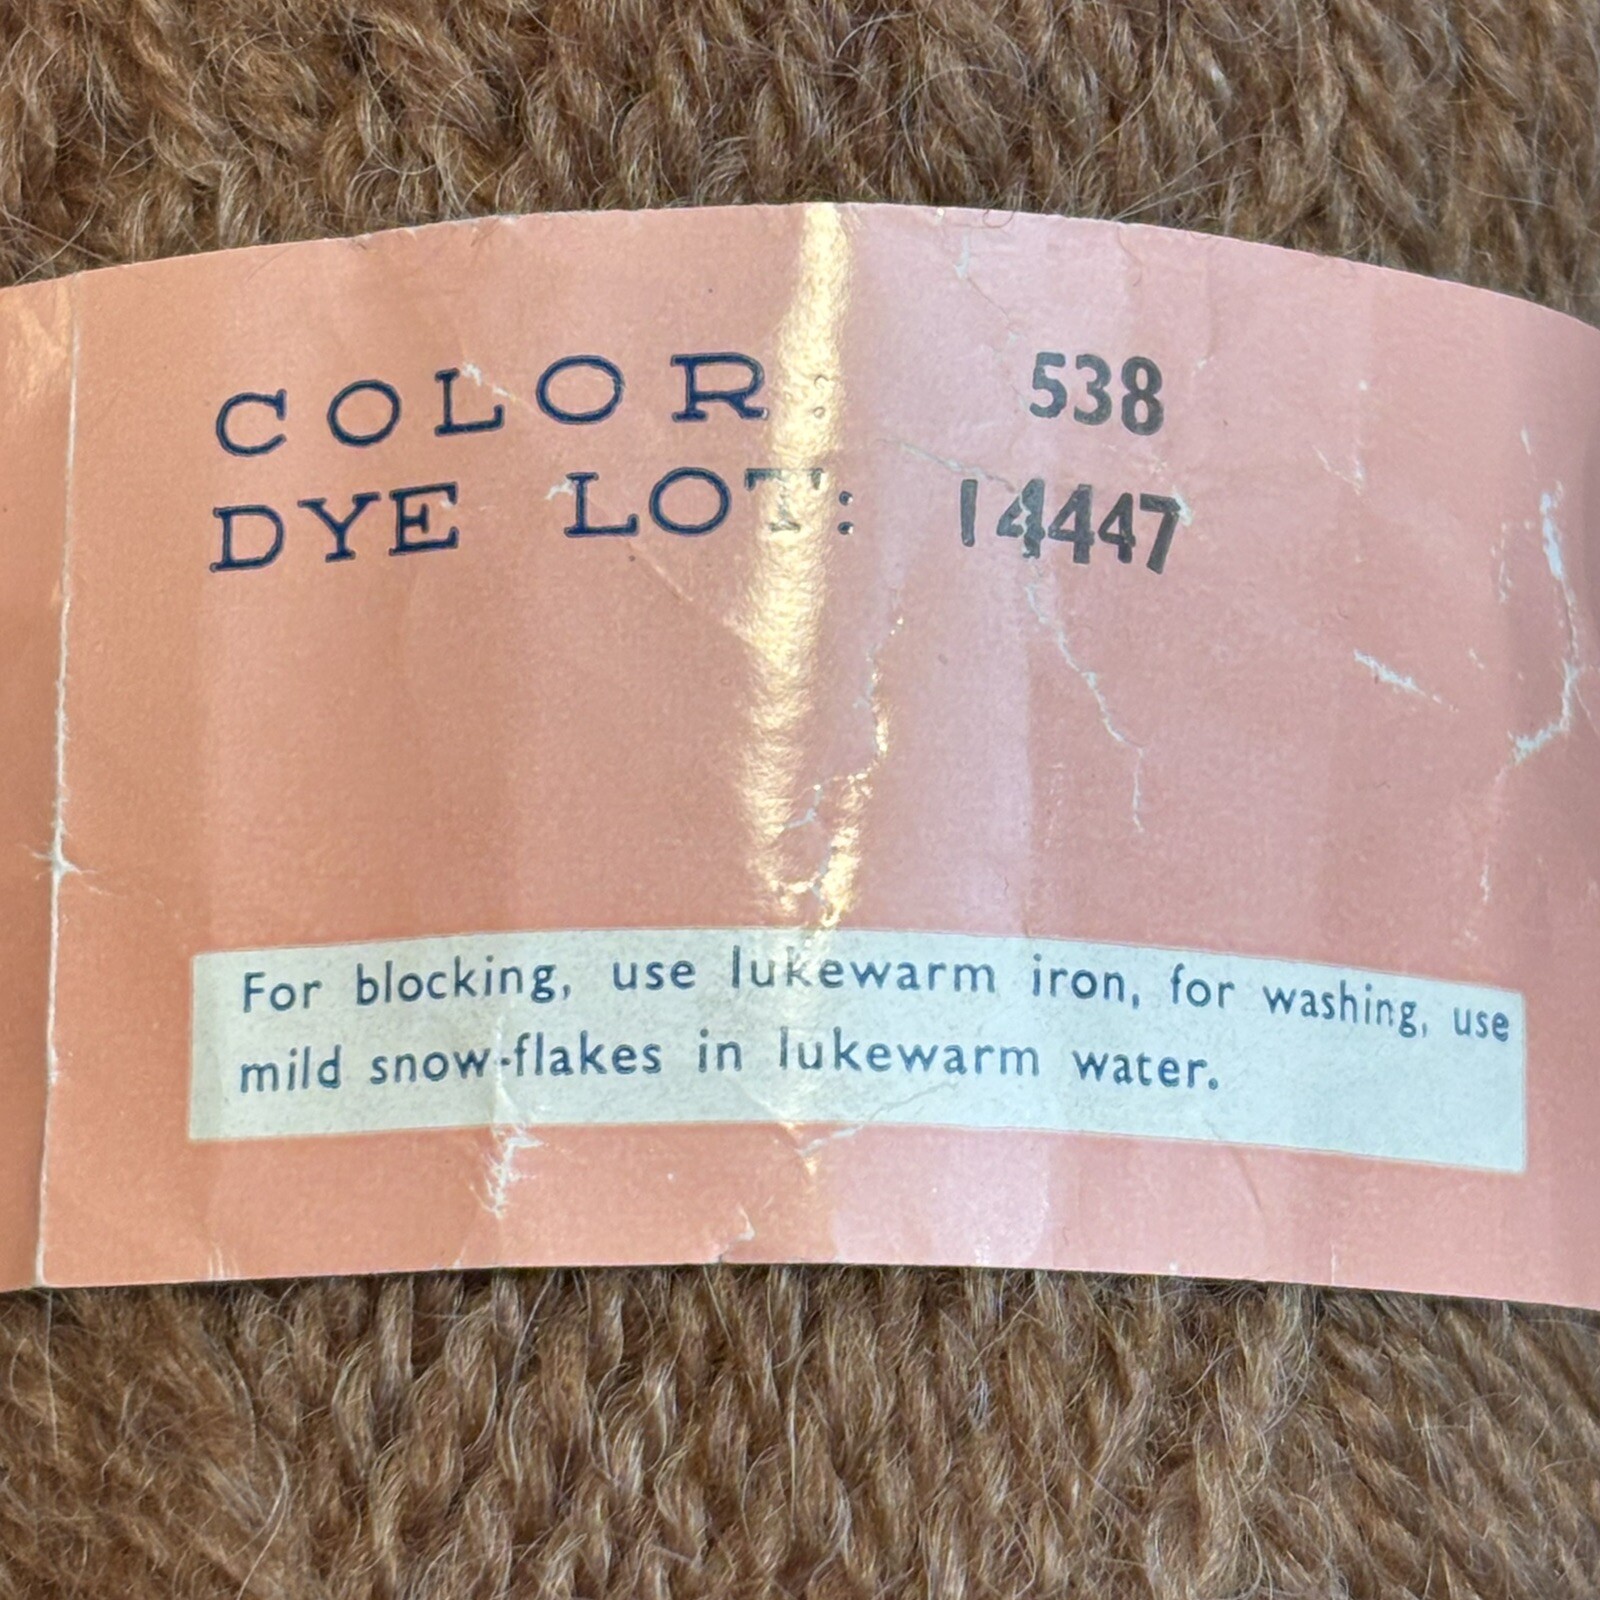 COLOR: 538
DYE LOT: 14447
For blocking, use lukewarm iron, for washing, use
mild snow-flakes in lukewarm water.